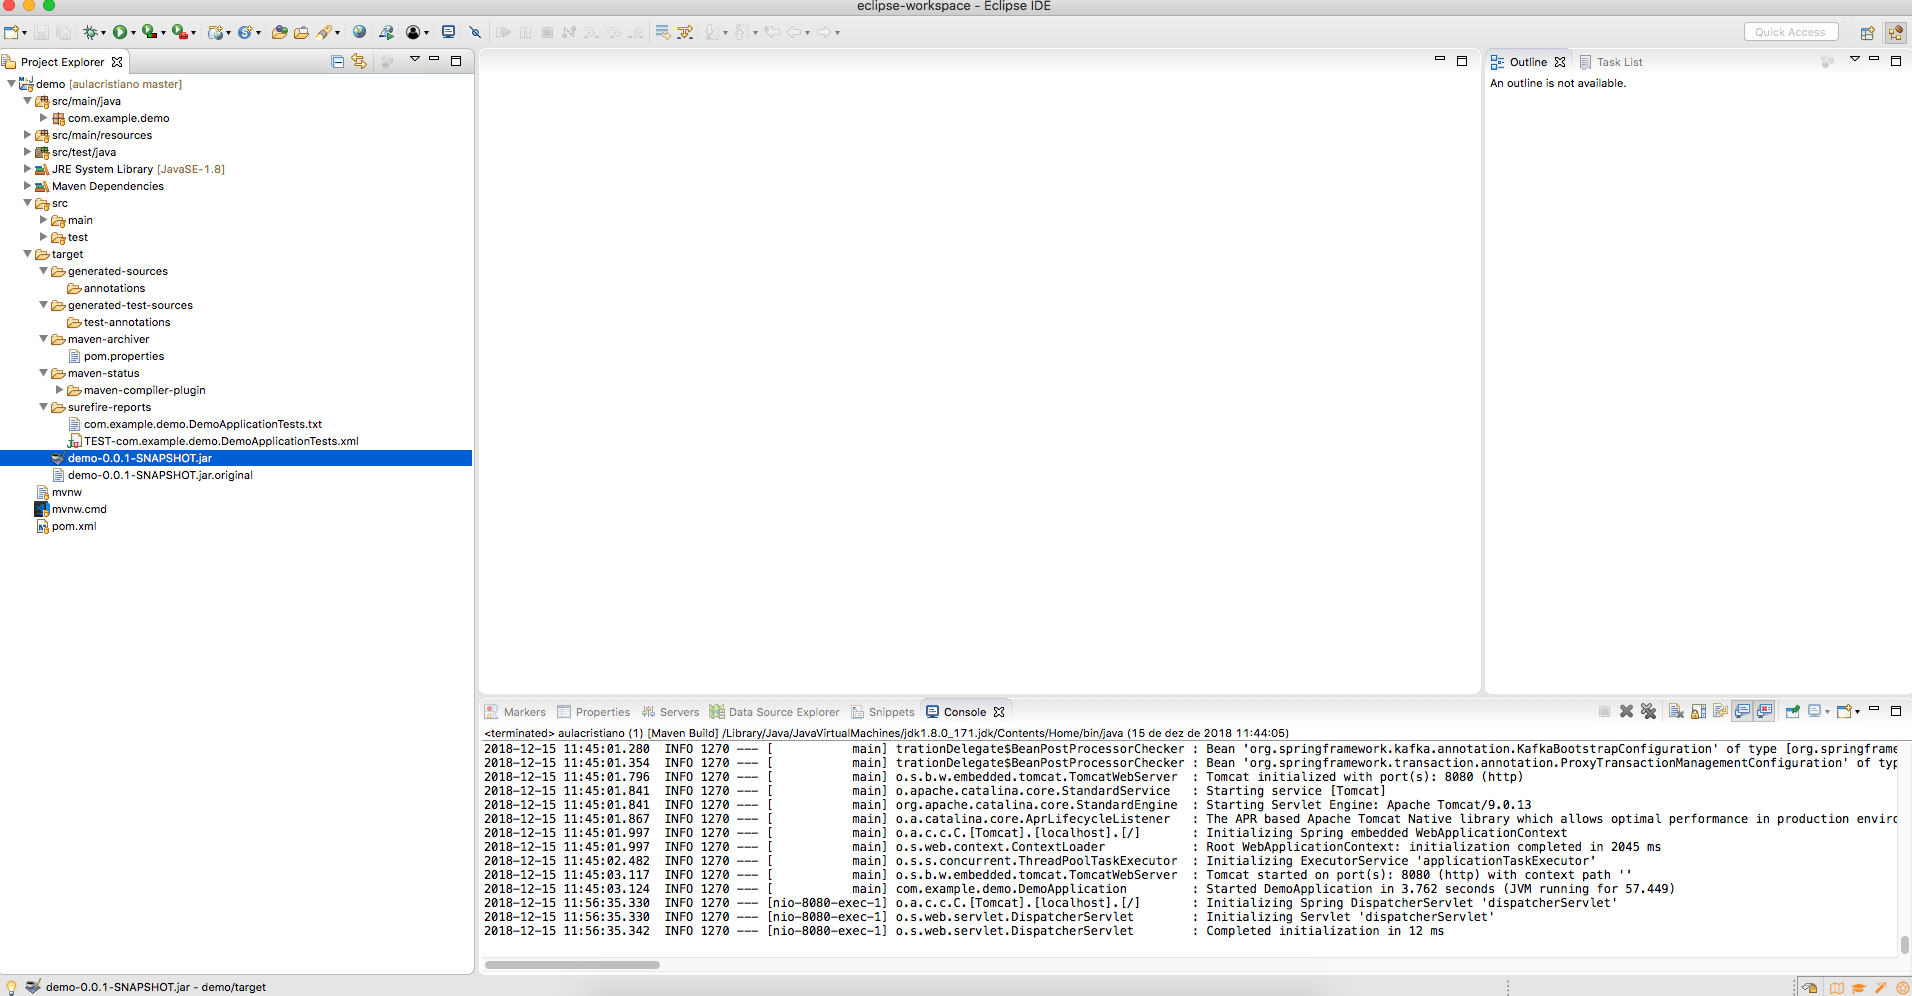 eclipse-workspace - Eclipse IDE
Quick Access
Project Explorer
demo [aulacristiano master]
src/main/java
com.example.demo
src/main/resources
src/test/java
JRE System Library [JavaSE-1.8]
Maven Dependencies
src
main
test
target
generated-sources
annotations
generated-test-sources
test-annotations
maven-archiver
pom.properties
maven-status
maven-compiler-plugin
surefire-reports
com.example.demo.DemoApplicationTests.txt
TEST-com.example.demo.DemoApplicationTests.xml
demo-0.0.1-SNAPSHOT.jar
demo-0.0.1-SNAPSHOT.jar.original
mvnw
mvnw.cmd
pom.xml
Outline Task List
An outline is not available.
Markers Properties Servers Data Source Explorer Snippets Console
<terminated> aulacristiano (1) [Maven Build] /Library/Java/JavaVirtualMachines/jdk1.8.0_171.jdk/Contents/Home/bin/java (15 de dez de 2018 11:44:05)
2018-12-15 11:45:01.280 INFO 1270 --- [ main] trationDelegate$BeanPostProcessorChecker : Bean 'org.springframework.kafka.annotation.KafkaBootstrapConfiguration' of type [org.springframe
2018-12-15 11:45:01.354 INFO 1270 --- [ main] trationDelegate$BeanPostProcessorChecker : Bean 'org.springframework.transaction.annotation.ProxyTransactionManagementConfiguration' of typ
2018-12-15 11:45:01.796 INFO 1270 --- [ main] o.s.b.w.embedded.tomcat.TomcatWebServer : Tomcat initialized with port(s): 8080 (http)
2018-12-15 11:45:01.841 INFO 1270 --- [ main] o.apache.catalina.core.StandardService : Starting service [Tomcat]
2018-12-15 11:45:01.841 INFO 1270 --- [ main] org.apache.catalina.core.StandardEngine : Starting Servlet Engine: Apache Tomcat/9.0.13
2018-12-15 11:45:01.867 INFO 1270 --- [ main] o.a.catalina.core.AprLifecycleListener : The APR based Apache Tomcat Native library which allows optimal performance in production enviro
2018-12-15 11:45:01.997 INFO 1270 --- [ main] o.a.c.c.C.[Tomcat].[localhost].[/] : Initializing Spring embedded WebApplicationContext
2018-12-15 11:45:01.997 INFO 1270 --- [ main] o.s.web.context.ContextLoader : Root WebApplicationContext: initialization completed in 2045 ms
2018-12-15 11:45:02.482 INFO 1270 --- [ main] o.s.s.concurrent.ThreadPoolTaskExecutor : Initializing ExecutorService 'applicationTaskExecutor'
2018-12-15 11:45:03.117 INFO 1270 --- [ main] o.s.b.w.embedded.tomcat.TomcatWebServer : Tomcat started on port(s): 8080 (http) with context path ''
2018-12-15 11:45:03.124 INFO 1270 --- [ main] com.example.demo.DemoApplication : Started DemoApplication in 3.762 seconds (JVM running for 57.449)
2018-12-15 11:56:35.330 INFO 1270 --- [nio-8080-exec-1] o.a.c.c.C.[Tomcat].[localhost].[/] : Initializing Spring DispatcherServlet 'dispatcherServlet'
2018-12-15 11:56:35.330 INFO 1270 --- [nio-8080-exec-1] o.s.web.servlet.DispatcherServlet : Initializing Servlet 'dispatcherServlet'
2018-12-15 11:56:35.342 INFO 1270 --- [nio-8080-exec-1] o.s.web.servlet.DispatcherServlet : Completed initialization in 12 ms
demo-0.0.1-SNAPSHOT.jar - demo/target